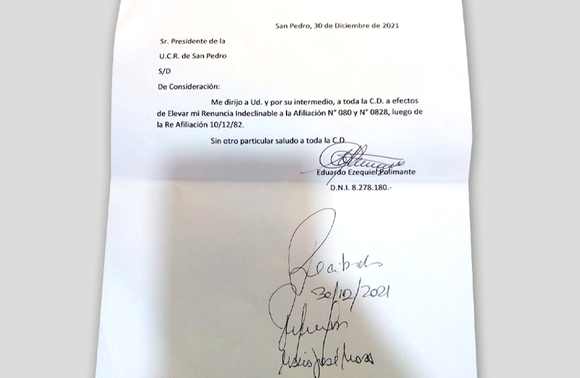 San Pedro, 30 de Diciembre de 2021
Sr. Presidente de la
U.C.R. de San Pedro
S/D
De Consideración:
Me dirijo a Ud. y por su intermedio, a toda la C.D. a efectos
de Elevar mi Renuncia Indeclinable a la Afiliación N° 080 y N° 0828, luego de
la Re Afiliación 10/12/82.
Sin otro particular saludo a toda la C.D.
Eduardo Ezequiel Polimante
D.N.I. 8.278.180.-
Recibido
30/12/2021